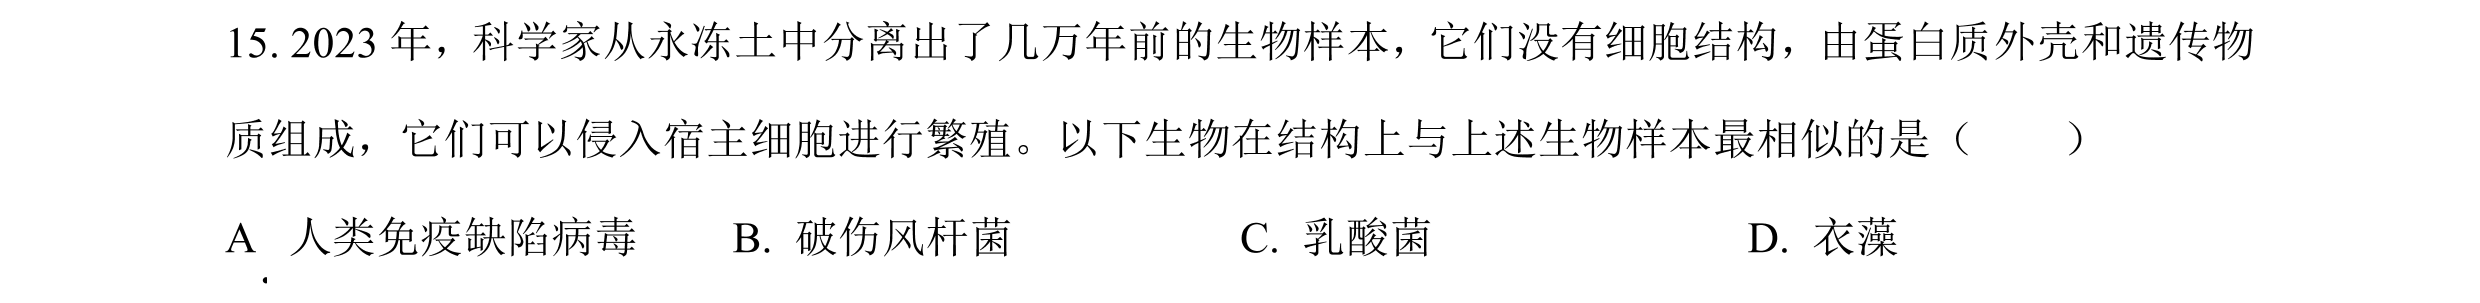 15. 2023 年，科学家从永冻土中分离出了几万年前的生物样本，它们没有细胞结构，由蛋白质外壳和遗传物
质组成，它们可以侵入宿主细胞进行繁殖。以下生物在结构上与上述生物样本最相似的是（　　）
A. 人类免疫缺陷病毒 B. 破伤风杆菌 C. 乳酸菌 D. 衣藻